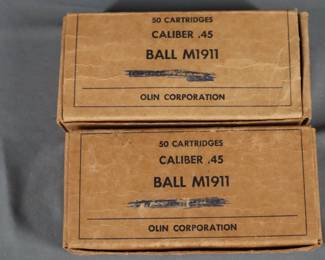 50 CARTRIDGES
CALIBER .45
BALL M1911
OLIN CORPORATION
50 CARTRIDGES
CALIBER .45
BALL M1911
OLIN CORPORATION